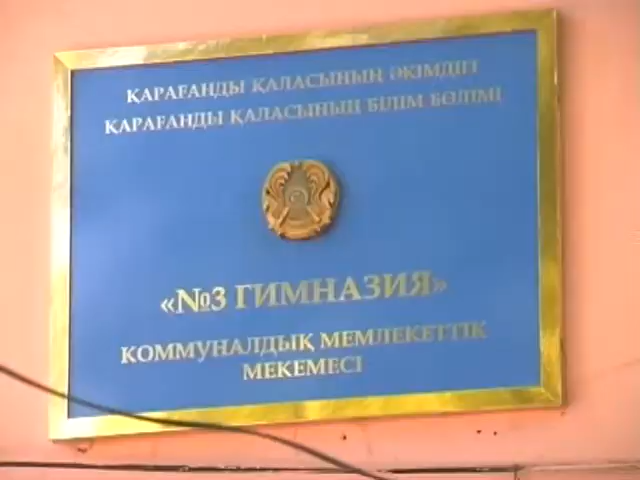 ҚАРАҒАНДЫ ҚАЛАСЫНЫҢ ӘКІМДІГІ
ҚАРАҒАНДЫ ҚАЛАСЫНЫҢ БІЛІМ БӨЛІМІ
«№3 ГИМНАЗИЯ»
КОММУНАЛДЫҚ МЕМЛЕКЕТТІК
МЕКЕМЕСІ